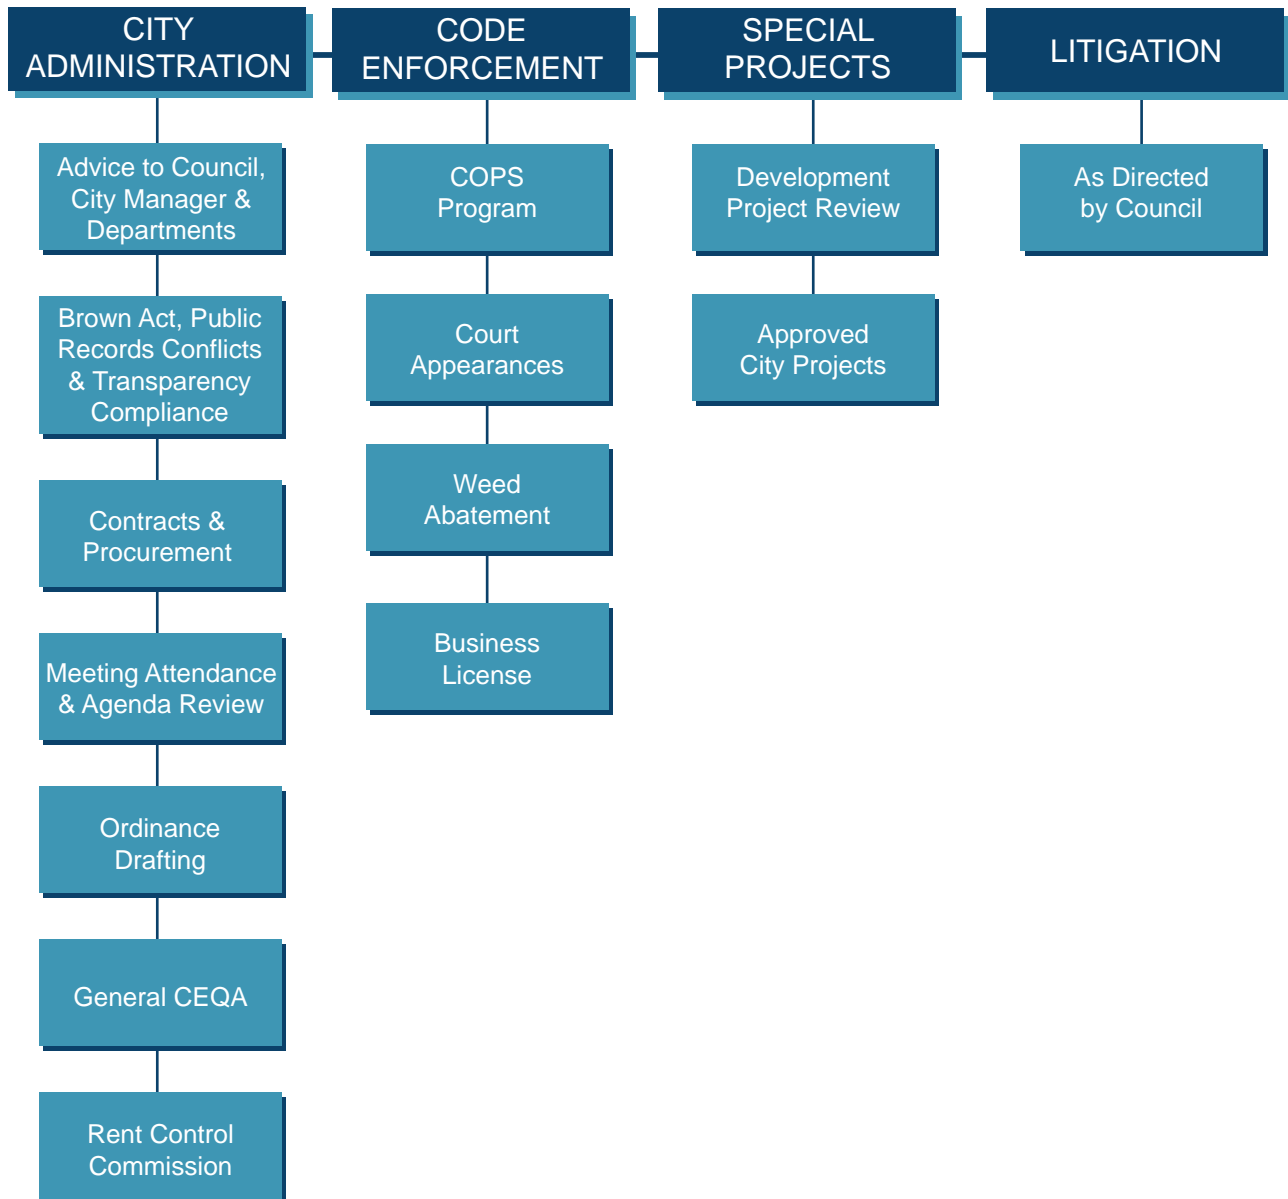 CITY
ADMINISTRATION
Advice to Council,
City Manager &
Departments
Brown Act, Public
Records Conflicts
& Transparency
Compliance
Contracts &
Procurement
Meeting Attendance
& Agenda Review
Ordinance
Drafting
General CEQA
Rent Control
Commission
CODE
ENFORCEMENT
COPS
Program
Court
Appearances
Weed
Abatement
Business
License
SPECIAL
PROJECTS
Development
Project Review
Approved
City Projects
LITIGATION
As Directed
by Council